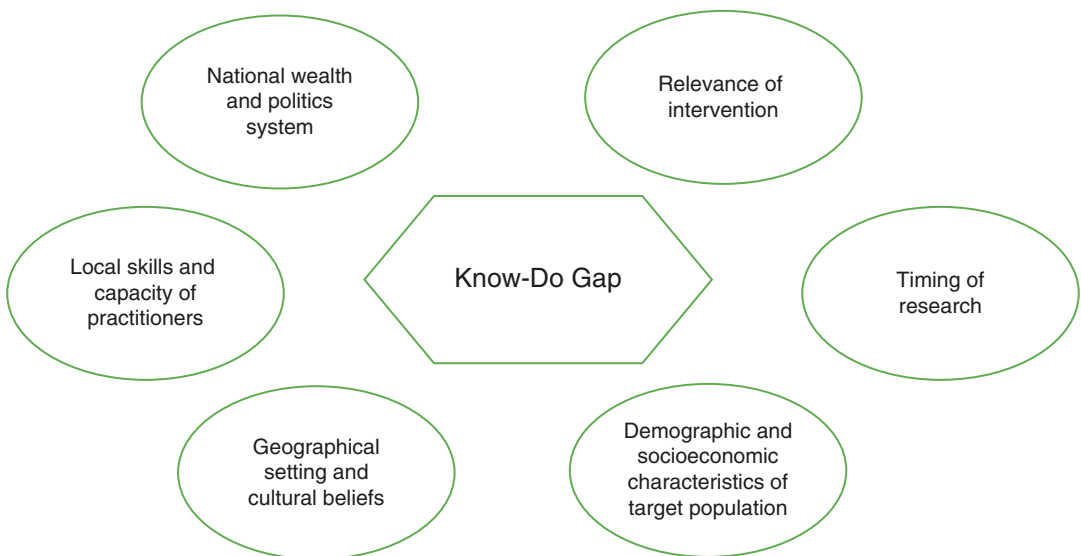 National wealth
and politics
system
Relevance of
intervention
Local skills and
capacity of
practitioners
Know-Do Gap
Timing of
research
Geographical
setting and
cultural beliefs
Demographic and
socioeconomic
characteristics of
target population